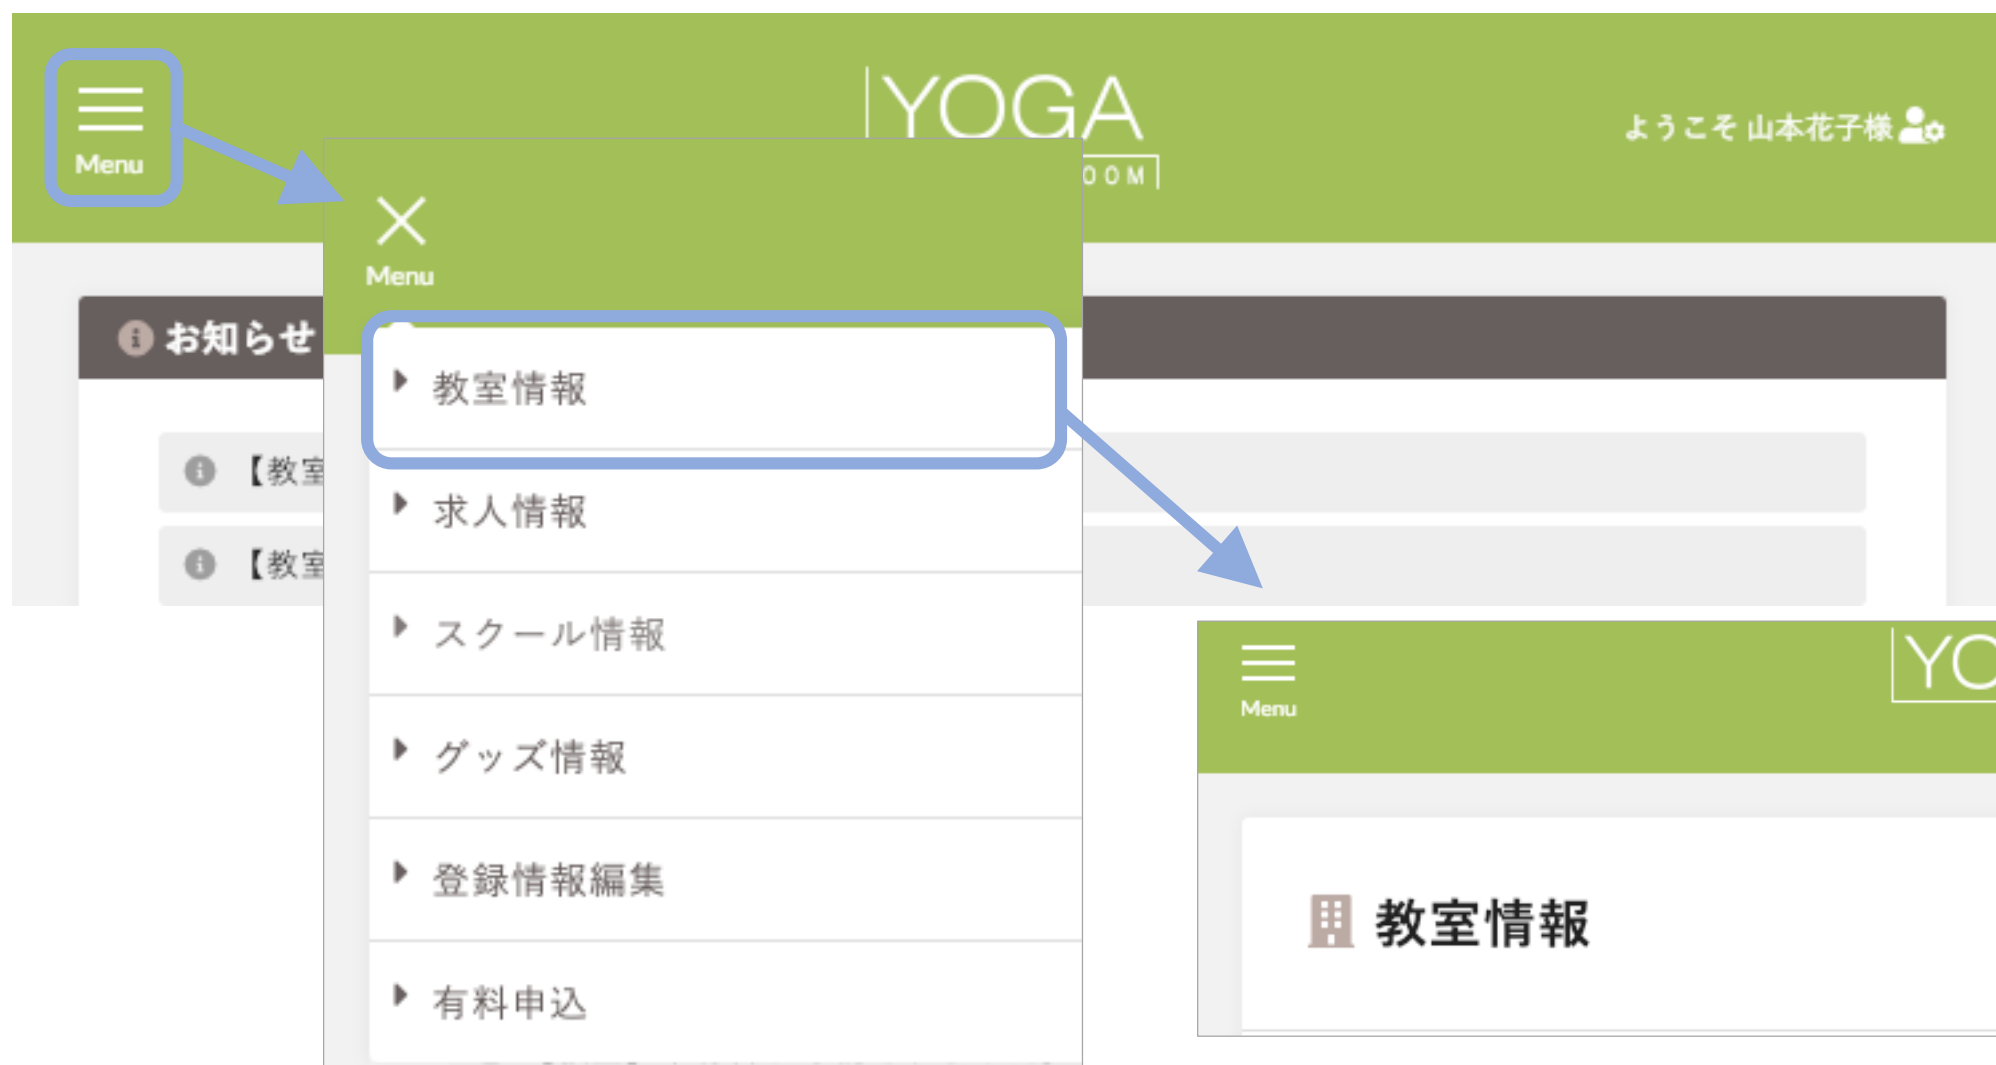 Menu
YOGA
OOM
ようこそ 山本花子様
お知らせ
【教室
【教室
Menu
教室情報
求人情報
スクール情報
グッズ情報
登録情報編集
有料申込
Menu
YO
教室情報